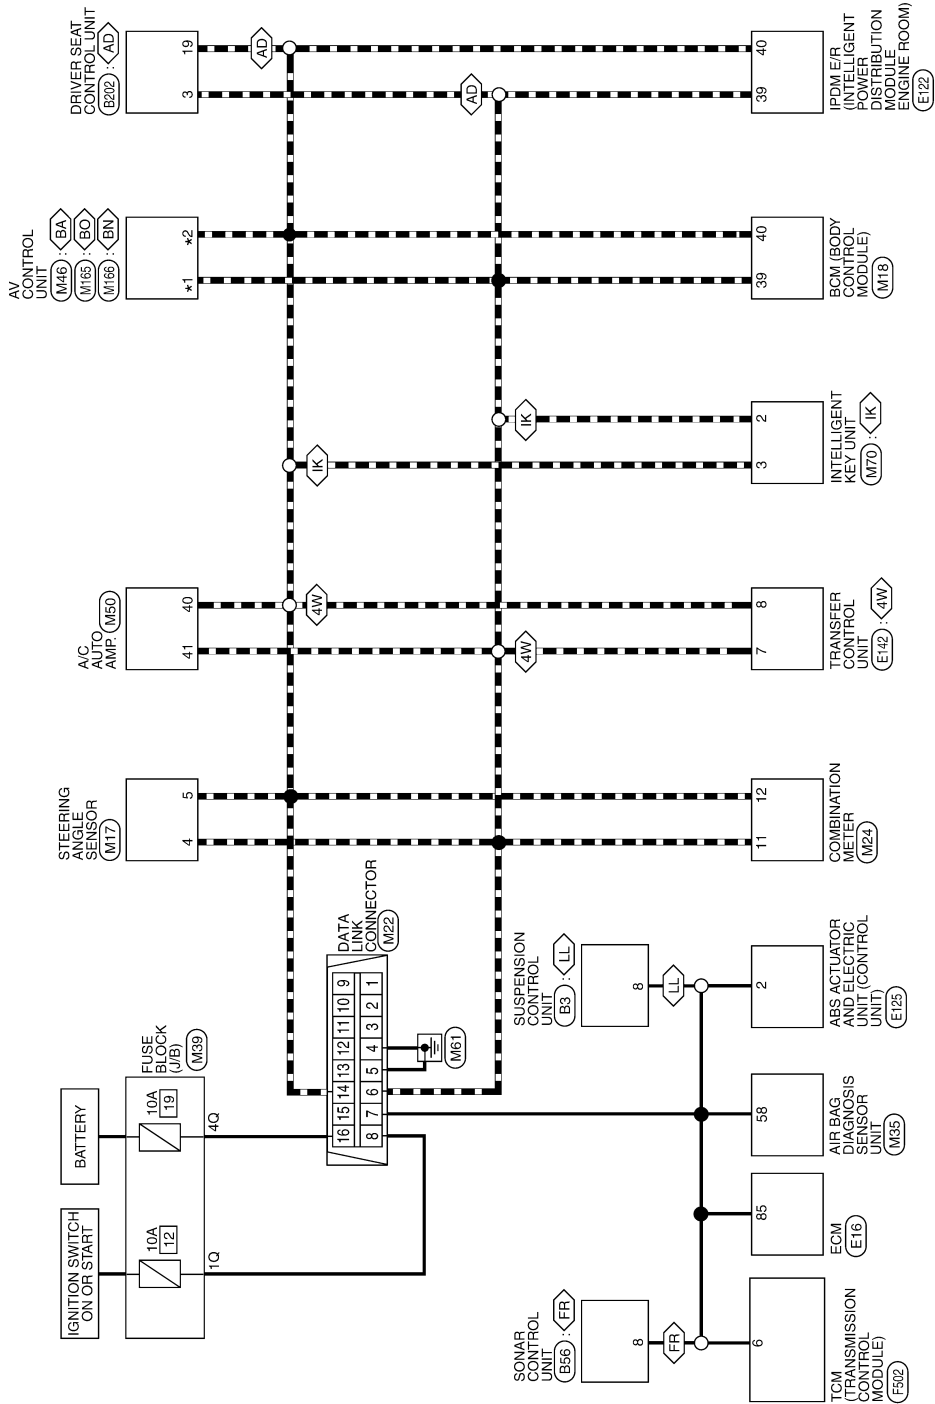 IGNITION SWITCH
ON OR START
BATTERY
FUSE
BLOCK
(J/B)
M39
10A
12
10A
19
1Q
4Q
DATA
LINK
CONNECTOR
M22
16 15 14 13 12 11 10 9
8 7 6 5 4 3 2 1
M61
STEERING
ANGLE
SENSOR
M17
4 5
A/C
AUTO
AMP.
M50
41 40
4W
4W
IK
IK
AV
CONTROL
UNIT
M46 : BA
M165 : BO
M166 : BN
*1 *2
DRIVER SEAT
CONTROL UNIT
B202 : AD
3 19
AD
AD
SONAR
CONTROL
UNIT
B56 : FR
8
FR
SUSPENSION
CONTROL
UNIT
B3 : LL
8
LL
6
TCM
(TRANSMISSION
CONTROL
MODULE)
F502
85
ECM
E16
58
AIR BAG
DIAGNOSIS
SENSOR
UNIT
M35
2
ABS ACTUATOR
AND ELECTRIC
UNIT (CONTROL
UNIT)
E125
11 12
COMBINATION
METER
M24
7 8
TRANSFER
CONTROL
UNIT
E142 : 4W
3 2
INTELLIGENT
KEY UNIT
M70 : IK
39 40
BCM (BODY
CONTROL
MODULE)
M18
39 40
IPDM E/R
(INTELLIGENT
POWER
DISTRIBUTION
MODULE
ENGINE ROOM)
E122